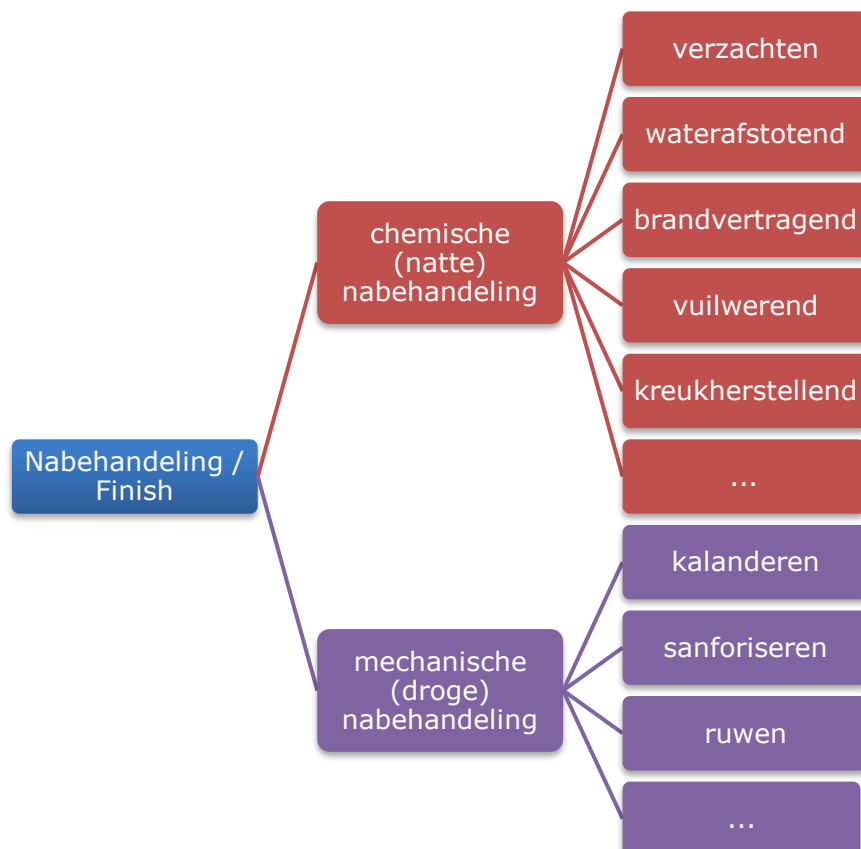 Nabehandeling /
Finish
chemische
(natte)
nabehandeling
verzachten
waterafstotend
brandvertragend
vuilwerend
kreukherstellend
...
mechanische
(droge)
nabehandeling
kalanderen
sanforiseren
ruwen
...